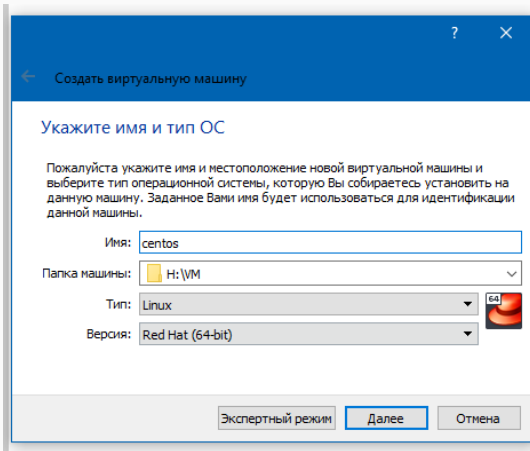 ?
Создать виртуальную машину
Укажите имя и тип ОС
Пожалуйста укажите имя и местоположение новой виртуальной машины и
выберите тип операционной системы, которую Вы собираетесь установить на
данную машину. Заданное Вами имя будет использоваться для идентификации
данной машины.
Имя: centos
Папка машины: H:\VM
Тип: Linux
64
Версия: Red Hat (64-bit)
Экспертный режим Далее Отмена